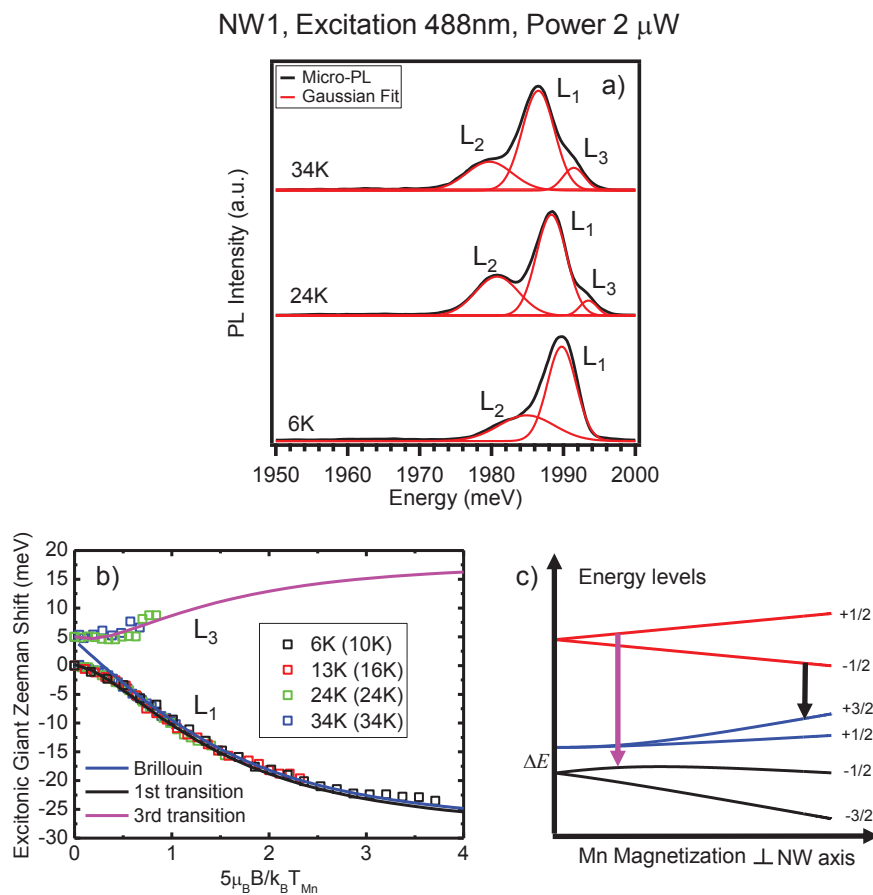 NW1, Excitation 488nm, Power 2 μW
Micro-PL
Gaussian Fit
a)
L₁
L₂
L₃
34K
L₁
L₂
L₃
24K
L₁
L₂
6K
PL Intensity (a.u.)
1950 1960 1970 1980 1990 2000
Energy (meV)
b)
Excitonic Giant Zeeman Shift (meV)
20
15
10
5
0
-5
-10
-15
-20
-25
-30
L₃
L₁
6K (10K)
13K (16K)
24K (24K)
34K (34K)
Brillouin
1st transition
3rd transition
0 1 2 3 4
5μ_BB/k_BT_Mn
c)
Energy levels
+1/2
-1/2
+3/2
+1/2
ΔE
-1/2
-3/2
Mn Magnetization ⊥ NW axis